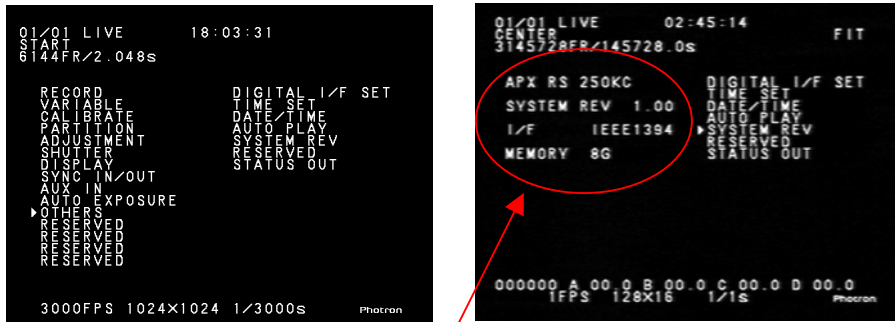 01/01 LIVE 18:03:31
START
6144FR/2.048s
RECORD
VARIABLE
CALIBRATE
PARTITION
ADJUSTMENT
SHUTTER
DISPLAY
SYNC IN/OUT
AUX IN
AUTO EXPOSURE
OTHERS
RESERVED
RESERVED
RESERVED
RESERVED
DIGITAL I/F SET
TIME SET
DATE/TIME
AUTO PLAY
SYSTEM REV
RESERVED
STATUS OUT
3000FPS 1024×1024 1/3000s Photron
01/01 LIVE 02:45:14
CENTER FIT
3145728FR/145728.0s
APX RS 250KC
SYSTEM REV 1.00
I/F IEEE1394
MEMORY 8G
DIGITAL I/F SET
TIME SET
DATE/TIME
AUTO PLAY
SYSTEM REV
RESERVED
STATUS OUT
000000 A 00.0 B 00.0 C 00.0 D 00.0
1FPS 128×16 1/1s Photron